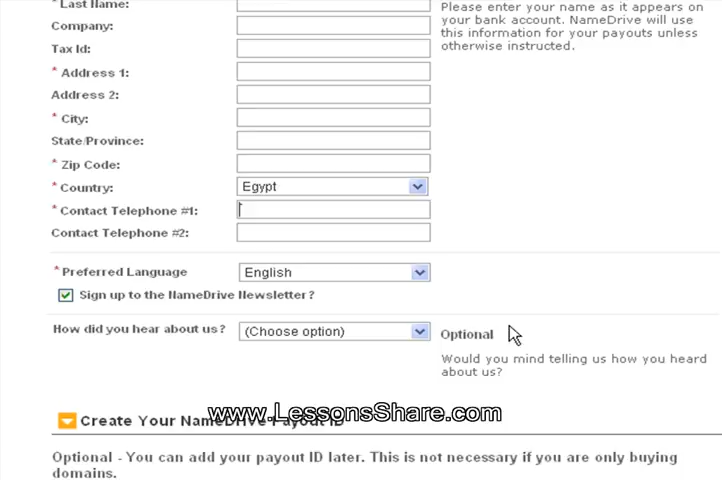 * Last Name:
Please enter your name as it appears on
your bank account. NameDrive will use
this information for your payouts unless
otherwise instructed.
Company:
Tax Id:
* Address 1:
Address 2:
* City:
State/Province:
* Zip Code:
* Country:
Egypt
* Contact Telephone #1:
Contact Telephone #2:
* Preferred Language
English
Sign up to the NameDrive Newsletter?
How did you hear about us?
(Choose option)
Optional
Would you mind telling us how you heard
about us?
www.LessonsShare.com
Create Your NameDrive Payout ID
Optional - You can add your payout ID later. This is not necessary if you are only buying
domains.